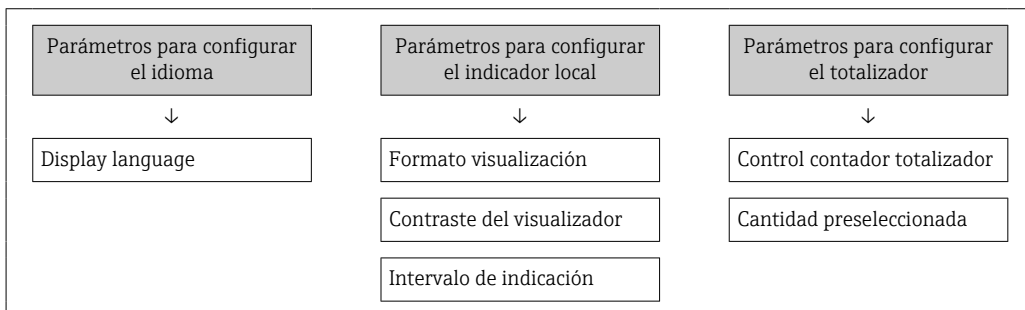 Parámetros para configurar
el idioma
↓
Display language
Parámetros para configurar
el indicador local
↓
Formato visualización
Contraste del visualizador
Intervalo de indicación
Parámetros para configurar
el totalizador
↓
Control contador totalizador
Cantidad preseleccionada